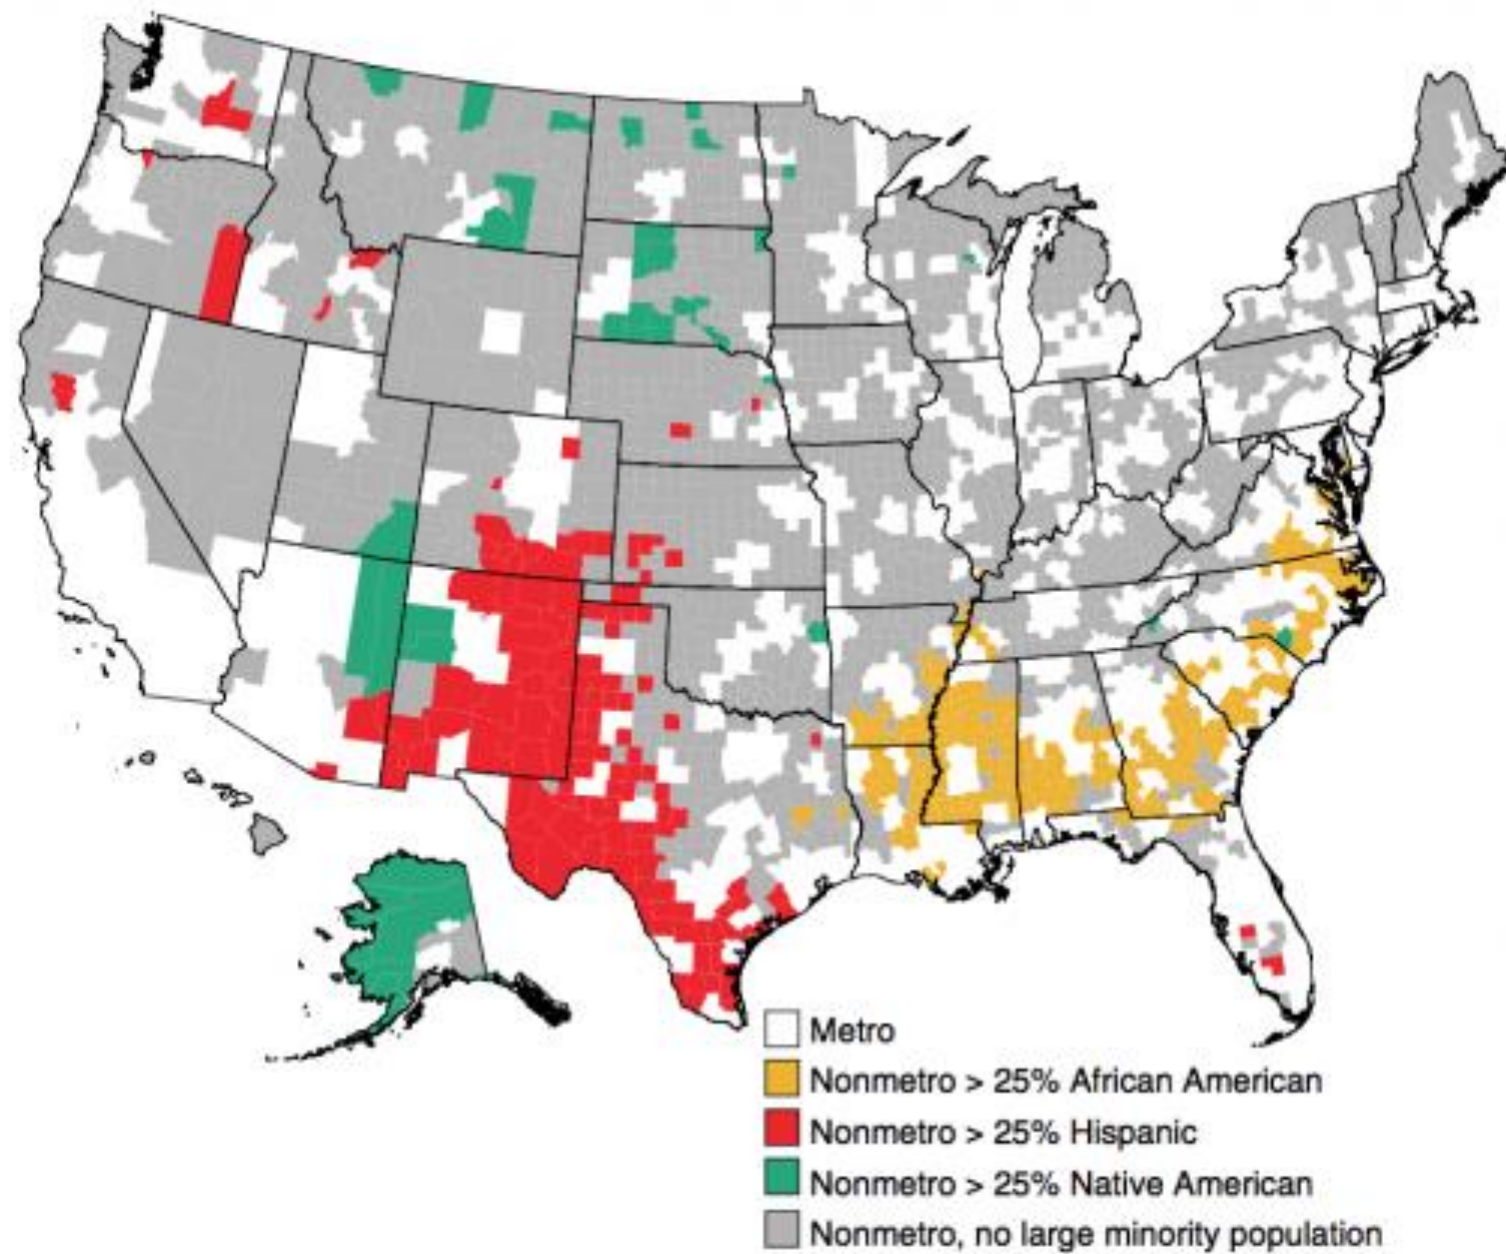 Metro
Nonmetro > 25% African American
Nonmetro > 25% Hispanic
Nonmetro > 25% Native American
Nonmetro, no large minority population